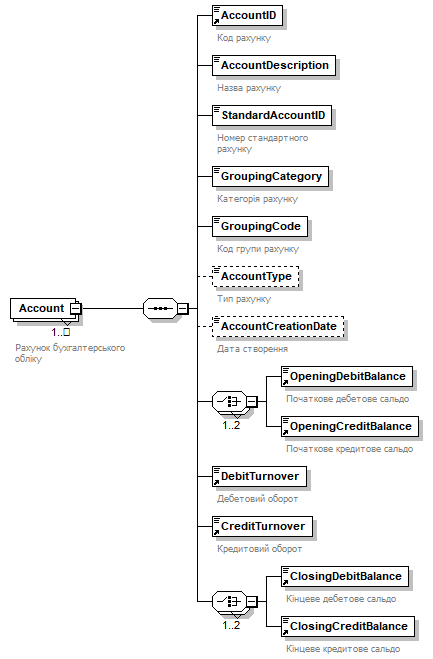 AccountID
Код рахунку
AccountDescription
Назва рахунку
StandardAccountID
Номер стандартного
рахунку
GroupingCategory
Категорія рахунку
GroupingCode
Код групи рахунку
AccountType
Тип рахунку
Account
1..
Рахунок бухгалтерського
обліку
AccountCreationDate
Дата створення
OpeningDebitBalance
Початкове дебетове сальдо
1..2
OpeningCreditBalance
Початкове кредитове сальдо
DebitTurnover
Дебетовий оборот
CreditTurnover
Кредитовий оборот
ClosingDebitBalance
Кінцеве дебетове сальдо
1..2
ClosingCreditBalance
Кінцеве кредитове сальдо